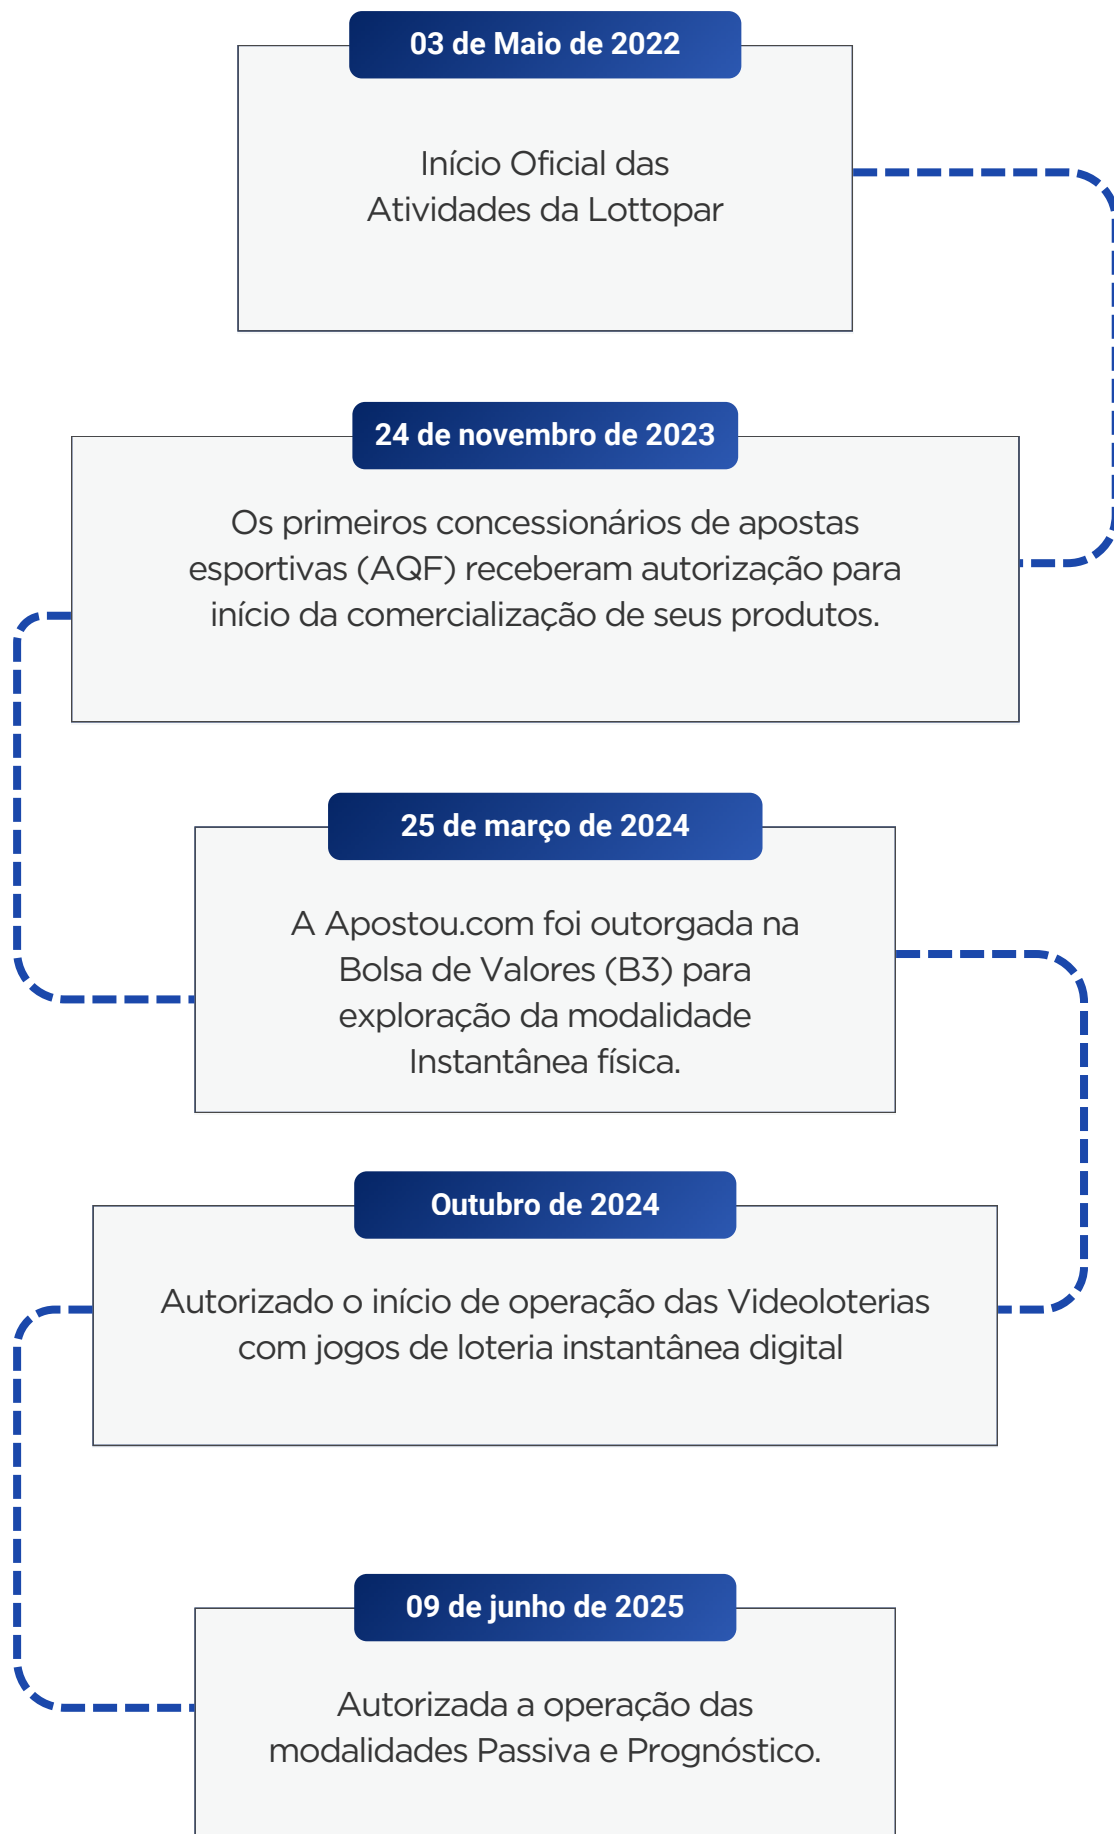 03 de Maio de 2022
Início Oficial das
Atividades da Lottopar
24 de novembro de 2023
Os primeiros concessionários de apostas
esportivas (AQF) receberam autorização para
início da comercialização de seus produtos.
25 de março de 2024
A Apostou.com foi outorgada na
Bolsa de Valores (B3) para
exploração da modalidade
Instantânea física.
Outubro de 2024
Autorizado o início de operação das Videoloterias
com jogos de loteria instantânea digital
09 de junho de 2025
Autorizada a operação das
modalidades Passiva e Prognóstico.